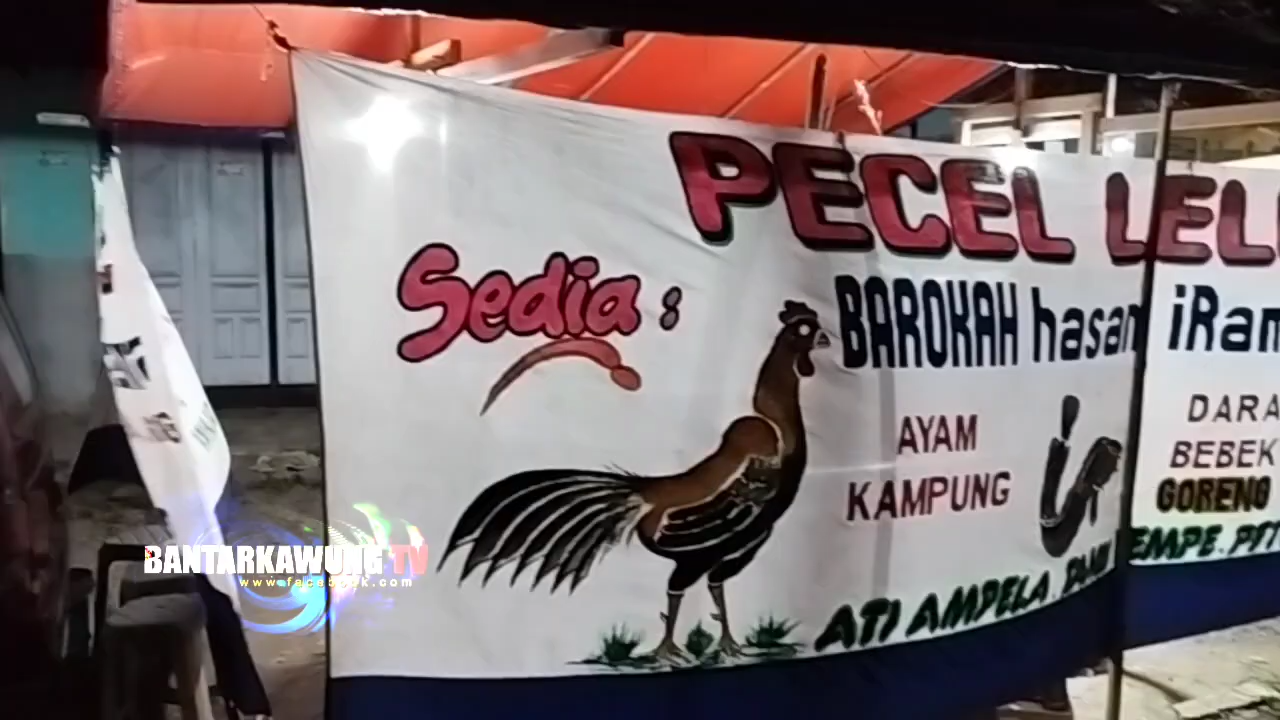 PECEL LEL
Sedia :
BAROKAH hasan iRam
AYAM
KAMPUNG
DARA
BEBEK
GORENG
ATI AMPELA
EMPE.
BANTARKAWUNG TV
www.facebook.com